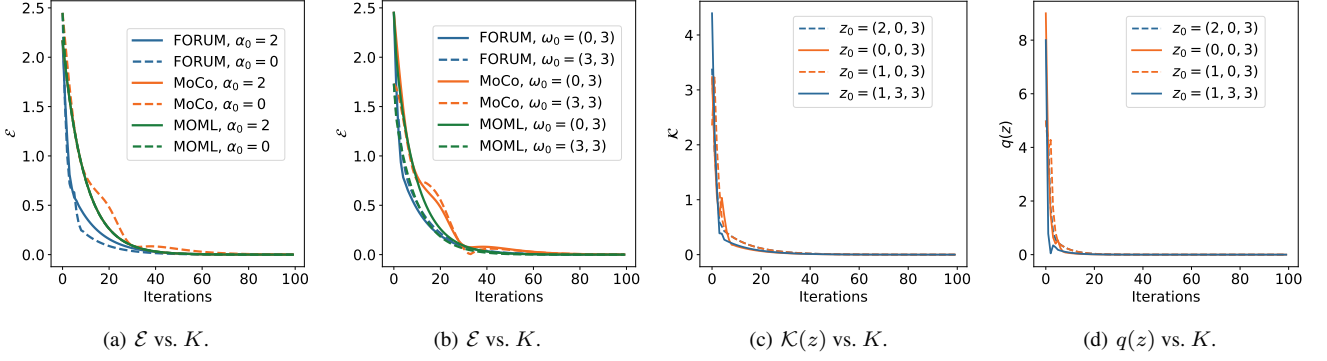 2.5
2.0
1.5
1.0
0.5
0.0
ℰ
0 20 40 60 80 100
Iterations
FORUM, α₀ = 2
FORUM, α₀ = 0
MoCo, α₀ = 2
MoCo, α₀ = 0
MOML, α₀ = 2
MOML, α₀ = 0
(a) ℰ vs. K.
2.5
2.0
1.5
1.0
0.5
0.0
ℰ
0 20 40 60 80 100
Iterations
FORUM, ω₀ = (0, 3)
FORUM, ω₀ = (3, 3)
MoCo, ω₀ = (0, 3)
MoCo, ω₀ = (3, 3)
MOML, ω₀ = (0, 3)
MOML, ω₀ = (3, 3)
(b) ℰ vs. K.
4
3
2
1
0
𝒦
0 20 40 60 80 100
Iterations
z₀ = (2, 0, 3)
z₀ = (0, 0, 3)
z₀ = (1, 0, 3)
z₀ = (1, 3, 3)
(c) 𝒦(z) vs. K.
8
6
4
2
0
q(z)
0 20 40 60 80 100
Iterations
z₀ = (2, 0, 3)
z₀ = (0, 0, 3)
z₀ = (1, 0, 3)
z₀ = (1, 3, 3)
(d) q(z) vs. K.